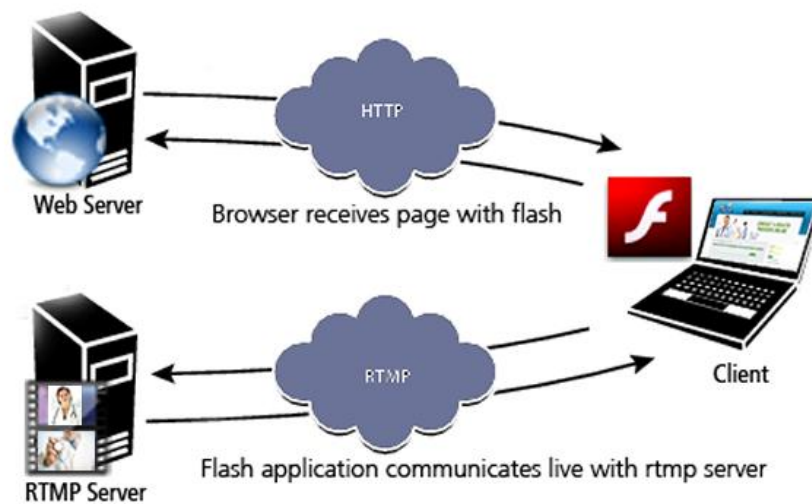 HTTP
Web Server
Browser receives page with flash
RTMP
Client
Flash application communicates live with rtmp server
RTMP Server